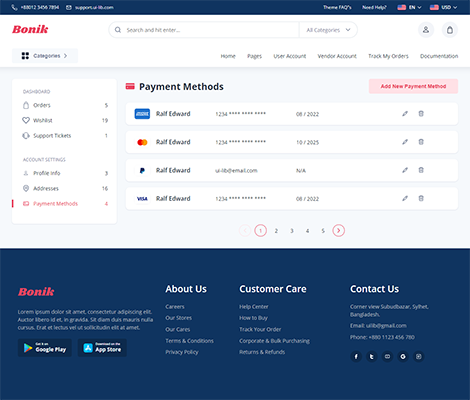 +88012 3456 7894 support.ui-lib.com Theme FAQ's Need Help? EN USD
Bonik Search and hit enter... All Categories
Categories Home Pages User Account Vendor Account Track My Orders Documentation
DASHBOARD
Orders 5
Wishlist 19
Support Tickets 1
ACCOUNT SETTINGS
Profile Info 3
Addresses 16
Payment Methods 4
Payment Methods Add New Payment Method
Ralf Edward 1234 **** **** **** 08 / 2022
Ralf Edward 1234 **** **** **** 10 / 2025
Ralf Edward ui-lib@email.com N/A
VISA Ralf Edward 1234 **** **** **** 08 / 2022
1 2 3 4 5
Bonik
Lorem ipsum dolor sit amet, consectetur adipiscing elit.
Auctor libero id et, in gravida. Sit diam duis mauris nulla
cursus. Erat et lectus vel ut sollicitudin elit at amet.
Get it on
Google Play
Download on the
App Store
About Us
Careers
Our Stores
Our Cares
Terms & Conditions
Privacy Policy
Customer Care
Help Center
How to Buy
Track Your Order
Corporate & Bulk Purchasing
Returns & Refunds
Contact Us
Corner view Subudbazar, Sylhet,
Bangladesh.
Email: uilib@gmail.com
Phone: +880 1123 456 780